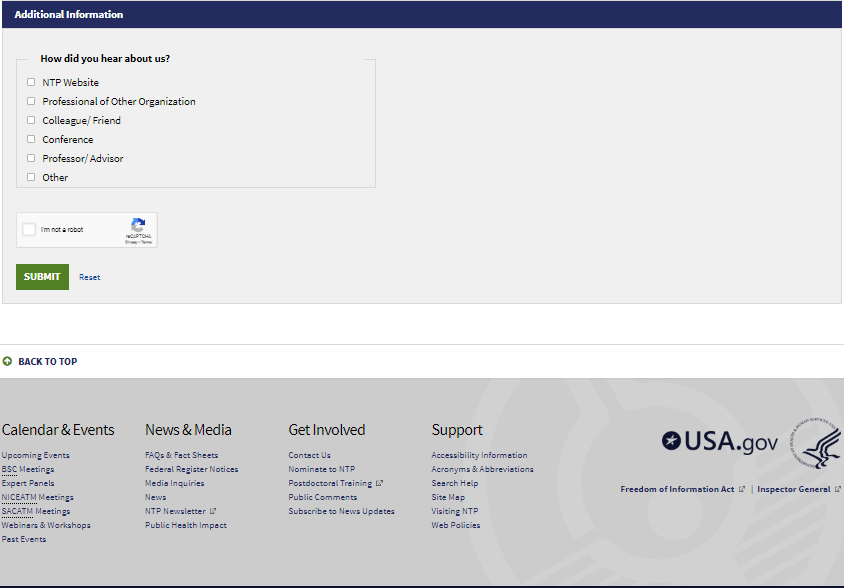 Additional Information
How did you hear about us?
NTP Website
Professional of Other Organization
Colleague/ Friend
Conference
Professor/ Advisor
Other
I'm not a robot
reCAPTCHA
Privacy - Terms
SUBMIT Reset
BACK TO TOP
Calendar & Events
Upcoming Events
BSC Meetings
Expert Panels
NICEATM Meetings
SACATM Meetings
Webinars & Workshops
Past Events
News & Media
FAQs & Fact Sheets
Federal Register Notices
Media Inquiries
News
NTP Newsletter
Public Health Impact
Get Involved
Contact Us
Nominate to NTP
Postdoctoral Training
Public Comments
Subscribe to News Updates
Support
Accessibility Information
Acronyms & Abbreviations
Search Help
Site Map
Visiting NTP
Web Policies
USA.gov
Freedom of Information Act | Inspector General